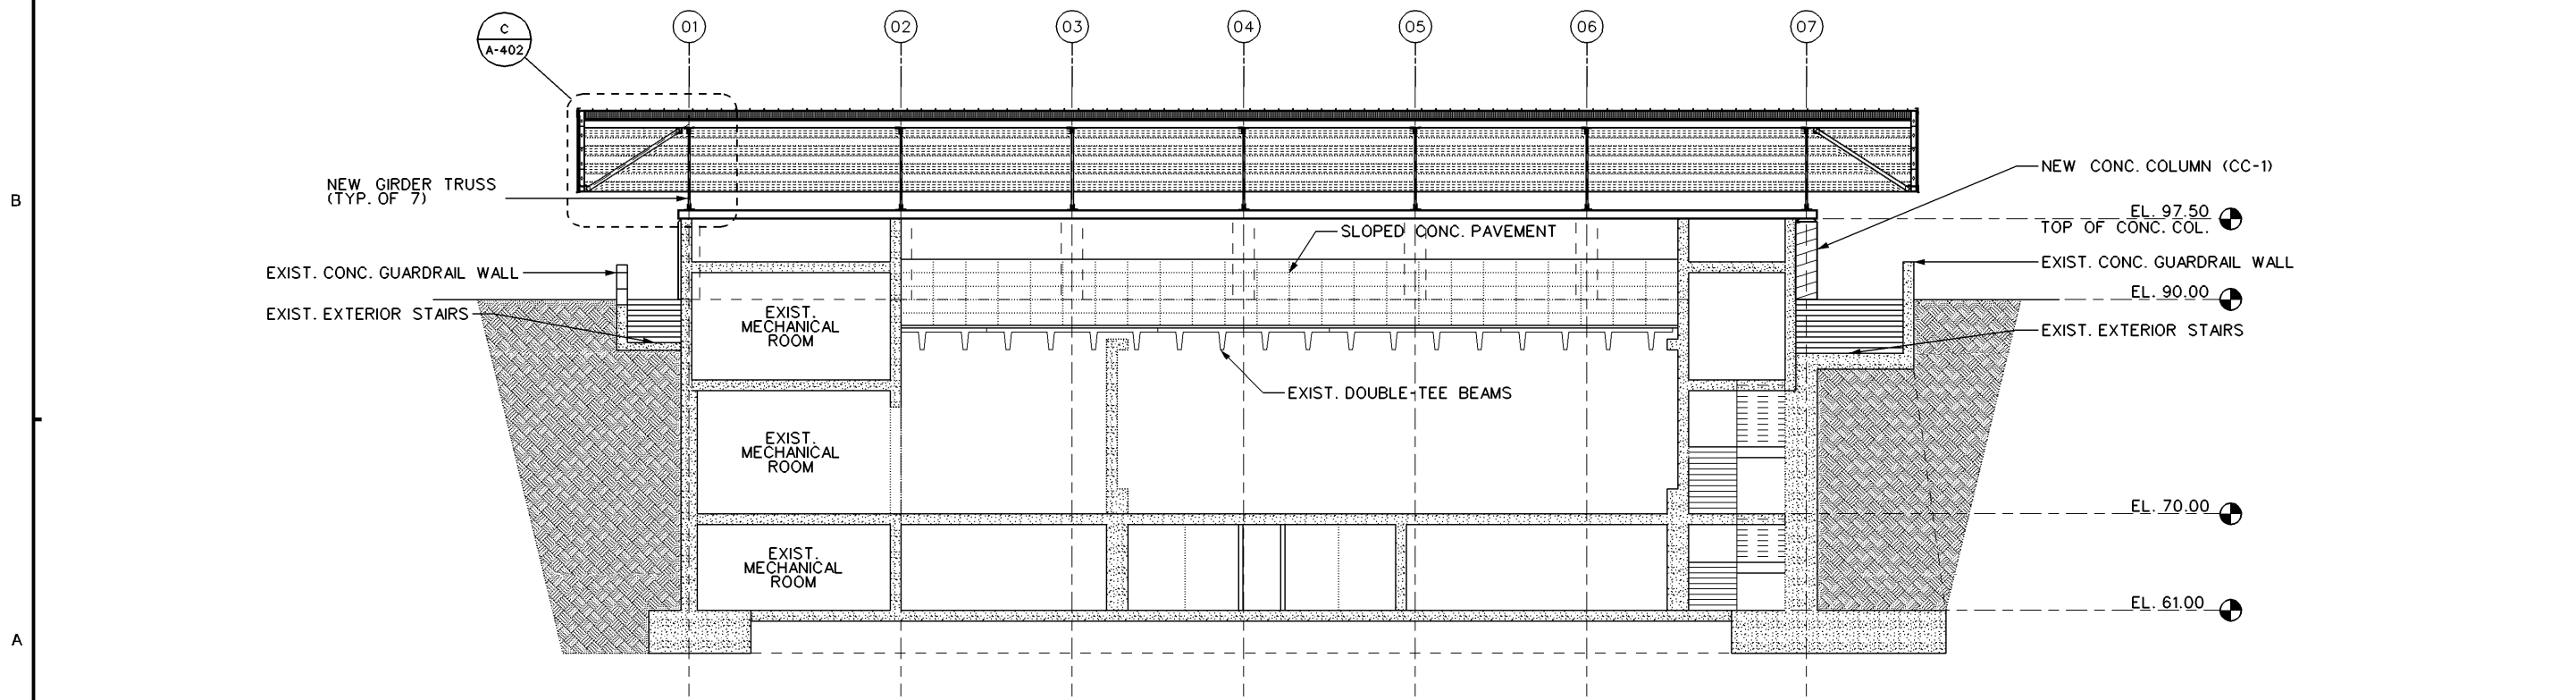 C
A-402
01
02
03
04
05
06
07
NEW GIRDER TRUSS
(TYP. OF 7)
NEW CONC. COLUMN (CC-1)
B
EL. 97.50
TOP OF CONC. COL.
SLOPED CONC. PAVEMENT
EXIST. CONC. GUARDRAIL WALL
EXIST. CONC. GUARDRAIL WALL
EL. 90.00
EXIST. EXTERIOR STAIRS
EXIST.
MECHANICAL
ROOM
EXIST. EXTERIOR STAIRS
EXIST. DOUBLE-TEE BEAMS
EXIST.
MECHANICAL
ROOM
EL. 70.00
EXIST.
MECHANICAL
ROOM
EL. 61.00
A